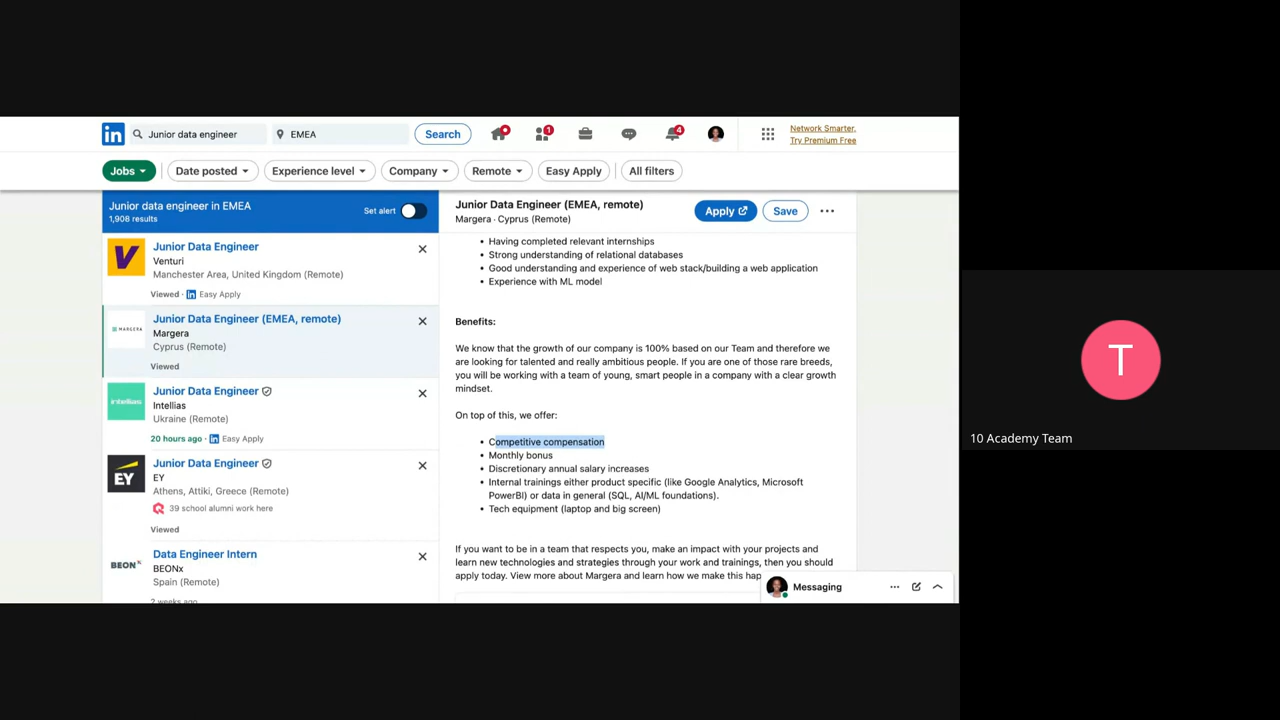 in
Junior data engineer
EMEA
Search
1
4
Network Smarter,
Try Premium Free
Jobs
Date posted
Experience level
Company
Remote
Easy Apply
All filters
Junior data engineer in EMEA
1,908 results
Set alert
V
Junior Data Engineer
Venturi
Manchester Area, United Kingdom (Remote)
Viewed · in Easy Apply
MARGERA
Junior Data Engineer (EMEA, remote)
Margera
Cyprus (Remote)
Viewed
intellias
Junior Data Engineer
Intellias
Ukraine (Remote)
20 hours ago · in Easy Apply
EY
Junior Data Engineer
EY
Athens, Attiki, Greece (Remote)
39 school alumni work here
Viewed
BEONx
Data Engineer Intern
BEONx
Spain (Remote)
2 weeks ago
Junior Data Engineer (EMEA, remote)
Margera · Cyprus (Remote)
Apply
Save
• Having completed relevant internships
• Strong understanding of relational databases
• Good understanding and experience of web stack/building a web application
• Experience with ML model
Benefits:
We know that the growth of our company is 100% based on our Team and therefore we
are looking for talented and really ambitious people. If you are one of those rare breeds,
you will be working with a team of young, smart people in a company with a clear growth
mindset.
On top of this, we offer:
• Competitive compensation
• Monthly bonus
• Discretionary annual salary increases
• Internal trainings either product specific (like Google Analytics, Microsoft
PowerBI) or data in general (SQL, AI/ML foundations).
• Tech equipment (laptop and big screen)
If you want to be in a team that respects you, make an impact with your projects and
learn new technologies and strategies through your work and trainings, then you should
apply today. View more about Margera and learn how we make this hap
Messaging
T
10 Academy Team